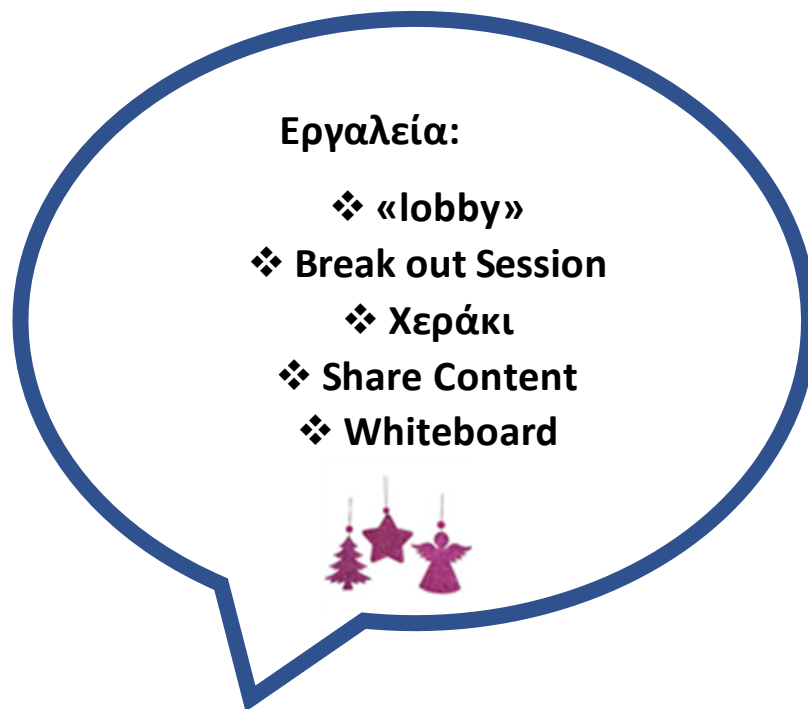 Εργαλεία:
❖ «lobby»
❖ Break out Session
❖ Χεράκι
❖ Share Content
❖ Whiteboard